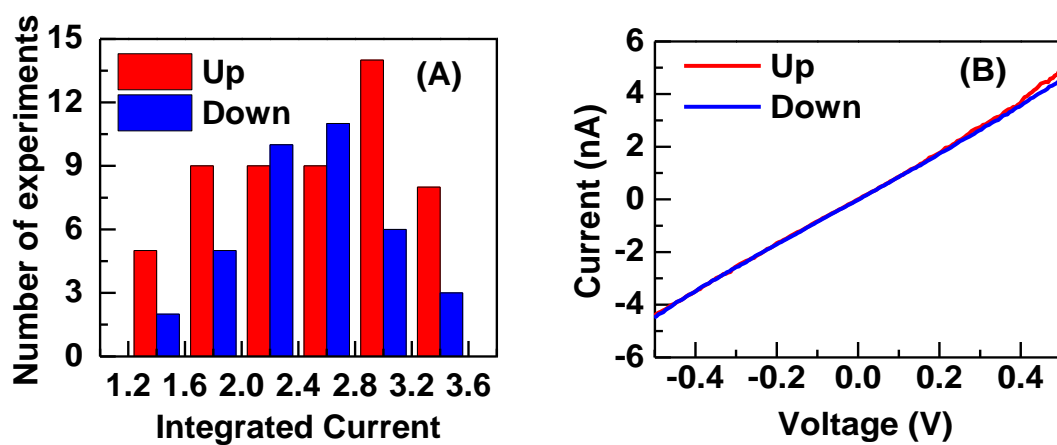 Number of experiments
15
12
9
6
3
0
Up
Down
(A)
1.2 1.6 2.0 2.4 2.8 3.2 3.6
Integrated Current
Current (nA)
6
4
2
0
-2
-4
-6
Up
Down
(B)
-0.4 -0.2 0.0 0.2 0.4
Voltage (V)